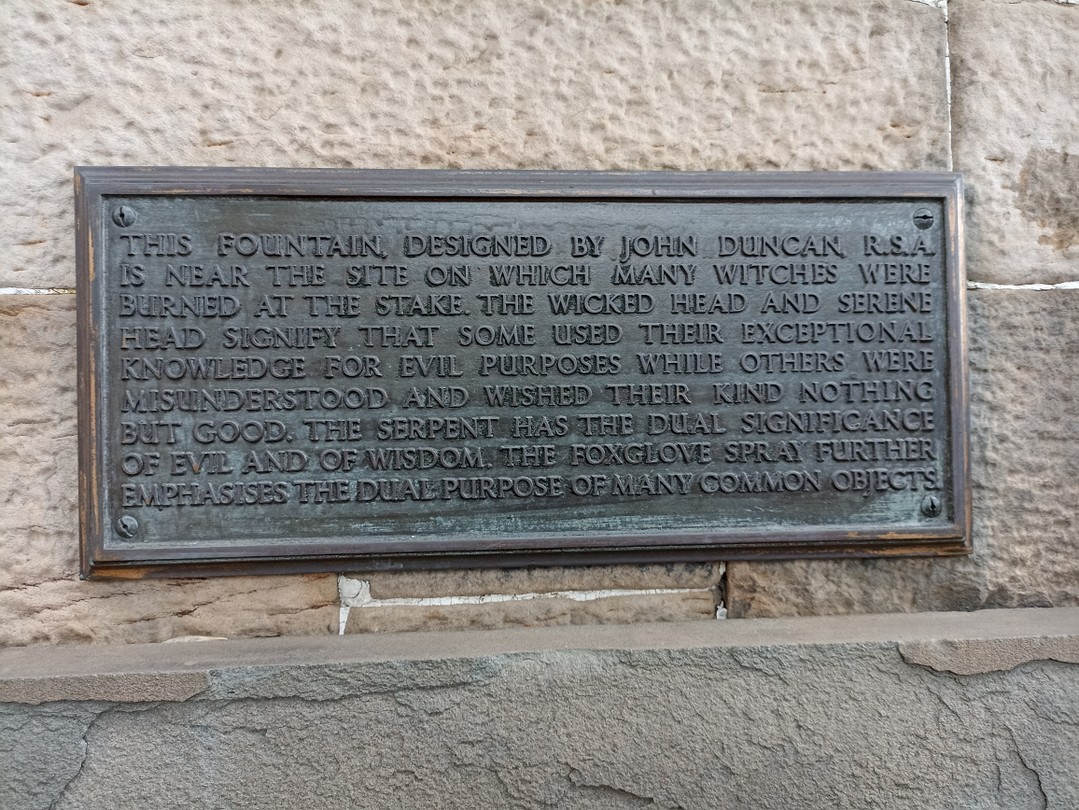 THIS FOUNTAIN, DESIGNED BY JOHN DUNCAN, R.S.A.
IS NEAR THE SITE ON WHICH MANY WITCHES WERE
BURNED AT THE STAKE. THE WICKED HEAD AND SERENE
HEAD SIGNIFY THAT SOME USED THEIR EXCEPTIONAL
KNOWLEDGE FOR EVIL PURPOSES WHILE OTHERS WERE
MISUNDERSTOOD AND WISHED THEIR KIND NOTHING
BUT GOOD. THE SERPENT HAS THE DUAL SIGNIFICANCE
OF EVIL AND OF WISDOM. THE FOXGLOVE SPRAY FURTHER
EMPHASISES THE DUAL PURPOSE OF MANY COMMON OBJECTS.